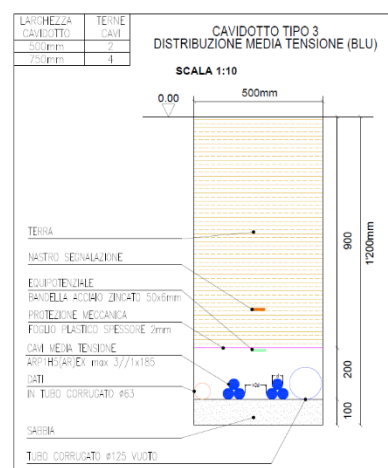 LARGHEZZA CAVIDOTTO
TERNE CAVI
500mm 2
750mm 4
CAVIDOTTO TIPO 3
DISTRIBUZIONE MEDIA TENSIONE (BLU)
SCALA 1:10
0.00
500mm
TERRA
NASTRO SEGNALAZIONE
EQUIPOTENZIALE
BANDELLA ACCIAIO ZINCATO 50x6mm
PROTEZIONE MECCANICA
FOGLIO PLASTICO SPESSORE 2mm
CAVI MEDIA TENSIONE
ARP1H5(AR)EX max 3//1x185
DATI
IN TUBO CORRUGATO ø63
SABBIA
TUBO CORRUGATO ø125 VUOTO
900
1'200mm
200
100